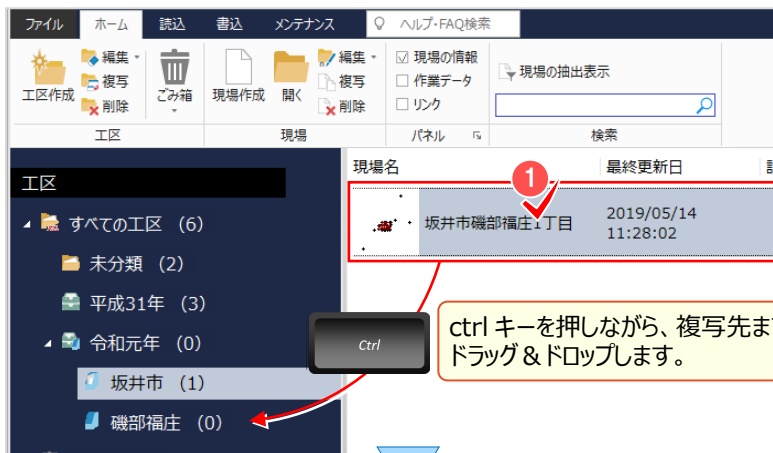 ファイル ホーム 読込 書込 メンテナンス ヘルプ・FAQ検索
工区作成
編集
複写
削除
ごみ箱
工区
現場作成
開く
編集
複写
削除
現場
現場の情報
作業データ
リンク
パネル
現場の抽出表示
検索
工区
すべての工区 (6)
未分類 (2)
平成31年 (3)
令和元年 (0)
坂井市 (1)
磯部福庄 (0)
現場名 最終更新日
1
坂井市磯部福庄1丁目
2019/05/14
11:28:02
Ctrl
ctrl キーを押しながら、複写先ま
ドラッグ＆ドロップします。